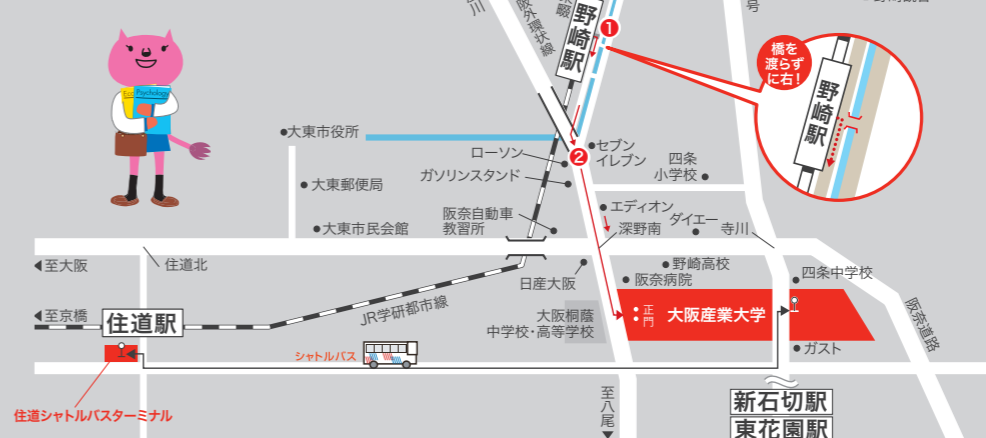 野崎駅
阪外環状線
川
号
1
橋を
渡らず
に右!
野崎駅
Eco
Psychology
大東市役所
2
セブン
イレブン
ローソン
四条
小学校
ガソリンスタンド
大東郵便局
エディオン
阪奈自動車
教習所
ダイエー
深野南
寺川
大東市民会館
至大阪
住道北
野崎高校
日産大阪
阪奈病院
四条中学校
至京橋
住道駅
JR学研都市線
大阪桐蔭
中学校・高等学校
正門
大阪産業大学
阪奈道路
シャトルバス
ガスト
住道シャトルバスターミナル
至八尾
新石切駅
東花園駅